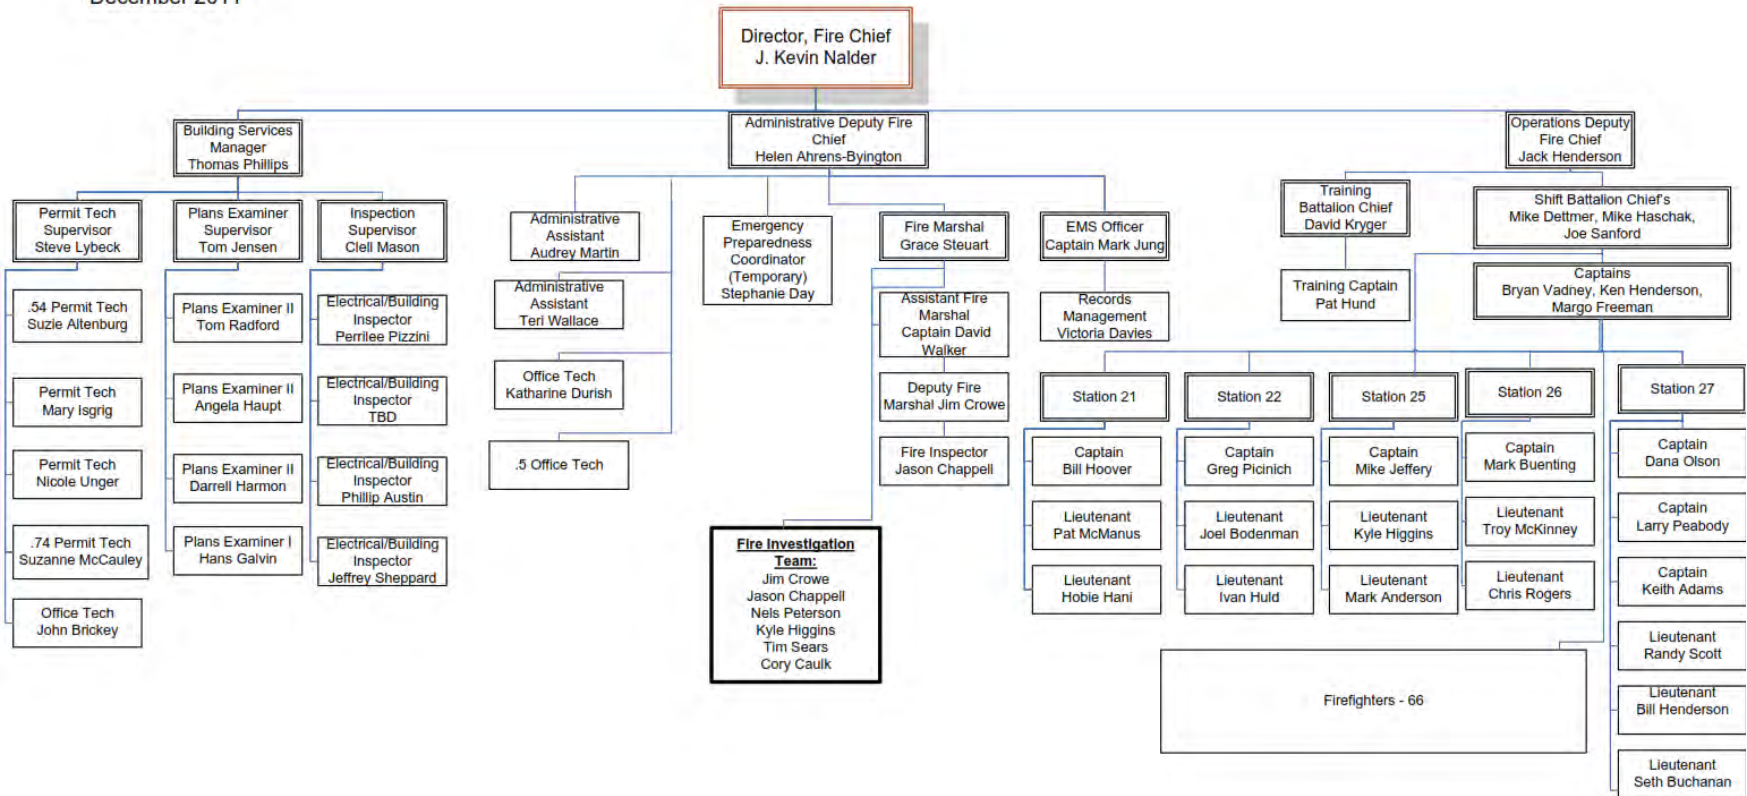 December 2011
Director, Fire Chief
J. Kevin Nalder
Building Services
Manager
Thomas Phillips
Administrative Deputy Fire
Chief
Helen Ahrens-Byington
Operations Deputy
Fire Chief
Jack Henderson
Permit Tech
Supervisor
Steve Lybeck
Plans Examiner
Supervisor
Tom Jensen
Inspection
Supervisor
Clell Mason
.54 Permit Tech
Suzie Altenburg
Permit Tech
Mary Isgrig
Permit Tech
Nicole Unger
.74 Permit Tech
Suzanne McCauley
Office Tech
John Brickey
Plans Examiner II
Tom Radford
Plans Examiner II
Angela Haupt
Plans Examiner II
Darrell Harmon
Plans Examiner I
Hans Galvin
Electrical/Building
Inspector
Perrilee Pizzini
Electrical/Building
Inspector
TBD
Electrical/Building
Inspector
Phillip Austin
Electrical/Building
Inspector
Jeffrey Sheppard
Administrative
Assistant
Audrey Martin
Administrative
Assistant
Teri Wallace
Office Tech
Katharine Durish
.5 Office Tech
Emergency
Preparedness
Coordinator
(Temporary)
Stephanie Day
Fire Marshal
Grace Steuart
Assistant Fire
Marshal
Captain David
Walker
Deputy Fire
Marshal Jim Crowe
Fire Inspector
Jason Chappell
Fire Investigation
Team:
Jim Crowe
Jason Chappell
Nels Peterson
Kyle Higgins
Tim Sears
Cory Caulk
EMS Officer
Captain Mark Jung
Records
Management
Victoria Davies
Training
Battalion Chief
David Kryger
Training Captain
Pat Hund
Shift Battalion Chief's
Mike Dettmer, Mike Haschak,
Joe Sanford
Captains
Bryan Vadney, Ken Henderson,
Margo Freeman
Station 21
Captain
Bill Hoover
Lieutenant
Pat McManus
Lieutenant
Hobie Hani
Station 22
Captain
Greg Picinich
Lieutenant
Joel Bodenman
Lieutenant
Ivan Huld
Station 25
Captain
Mike Jeffery
Lieutenant
Kyle Higgins
Lieutenant
Mark Anderson
Station 26
Captain
Mark Buenting
Lieutenant
Troy McKinney
Lieutenant
Chris Rogers
Station 27
Captain
Dana Olson
Captain
Larry Peabody
Captain
Keith Adams
Lieutenant
Randy Scott
Lieutenant
Bill Henderson
Lieutenant
Seth Buchanan
Firefighters - 66